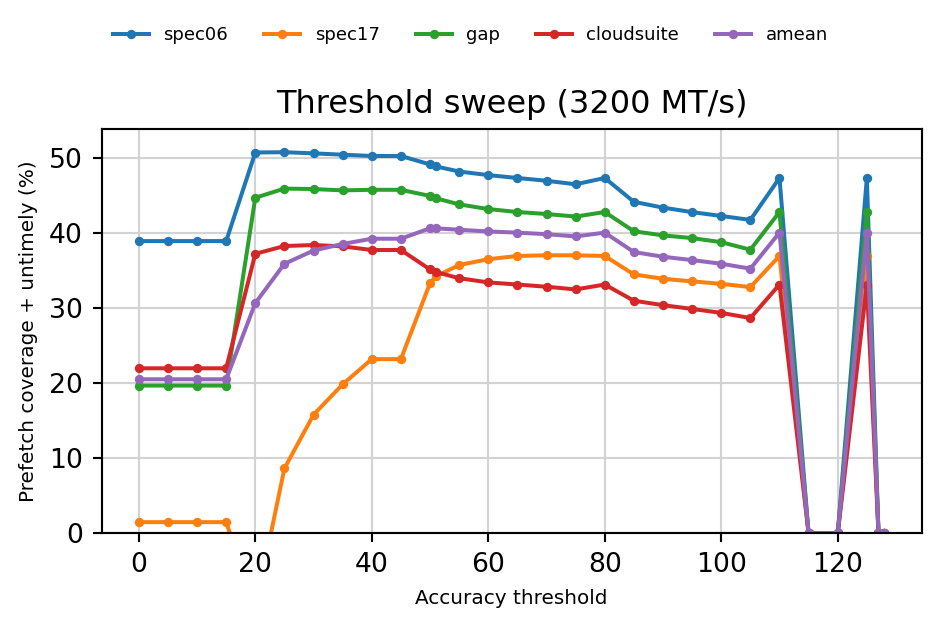 spec06 spec17 gap cloudsuite amean
Threshold sweep (3200 MT/s)
Prefetch coverage + untimely (%)
50
40
30
20
10
0
0 20 40 60 80 100 120
Accuracy threshold